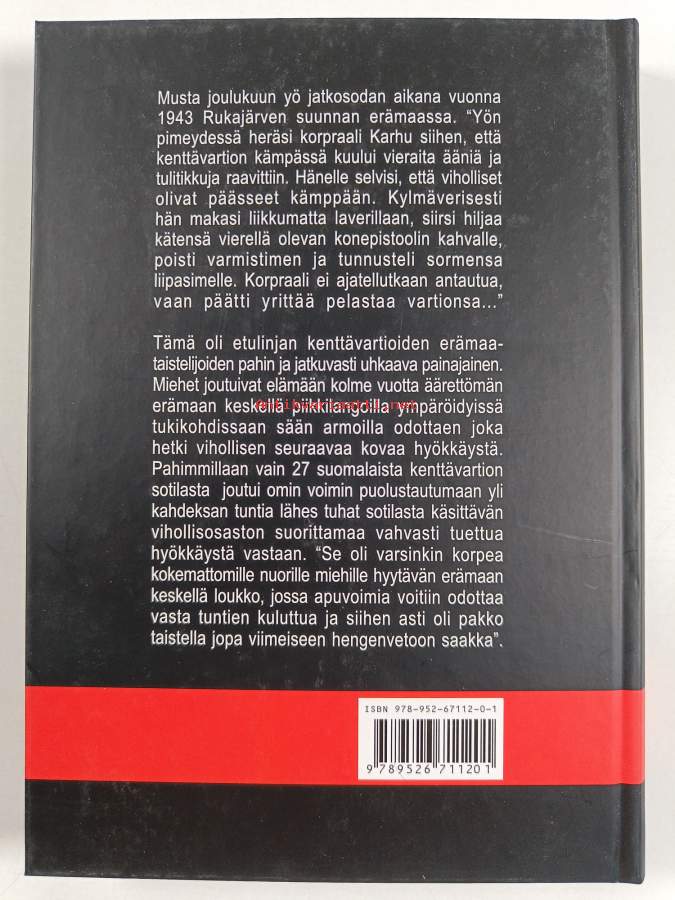 Musta joulukuun yö jatkosodan aikana vuonna
1943 Rukajärven suunnan erämaassa. "Yön
pimeydessä heräsi korpraali Karhu siihen, että
kenttävartion kämpässä kuului vieraita ääniä ja
tulitikkuja raavittiin. Hänelle selvisi, että viholliset
olivat päässeet kämppään. Kylmäverisesti
hän makasi liikkumatta laverillaan, siirsi hiljaa
kätensä vierellä olevan konepistoolin kahvalle,
poisti varmistimen ja tunnusteli sormensa
liipasimelle. Korpraali ei ajatellutkaan antautua,
vaan päätti yrittää pelastaa vartionsa..."
Tämä oli etulinjan kenttävartioiden erämaa-
taistelijoiden pahin ja jatkuvasti uhkaava painajainen.
Miehet joutuivat elämään kolme vuotta äärettömän
erämaan keskellä piikkilangoilla ympäröidyissä
antikvariaatti.net
tukikohdissaan sään armoilla odottaen joka
hetki vihollisen seuraavaa kovaa hyökkäystä.
Pahimmillaan vain 27 suomalaista kenttävartion
sotilasta joutui omin voimin puolustautumaan yli
kahdeksan tuntia lähes tuhat sotilasta käsittävän
vihollisosaston suorittamaa vahvasti tuettua
hyökkäystä vastaan. "Se oli varsinkin korpea
kokemattomille nuorille miehille hyytävän erämaan
keskellä loukko, jossa apuvoimia voitiin odottaa
vasta tuntien kuluttua ja siihen asti oli pakko
taistella jopa viimeiseen hengenvetoon saakka".
ISBN 978-952-67112-0-1
9 789526 711201